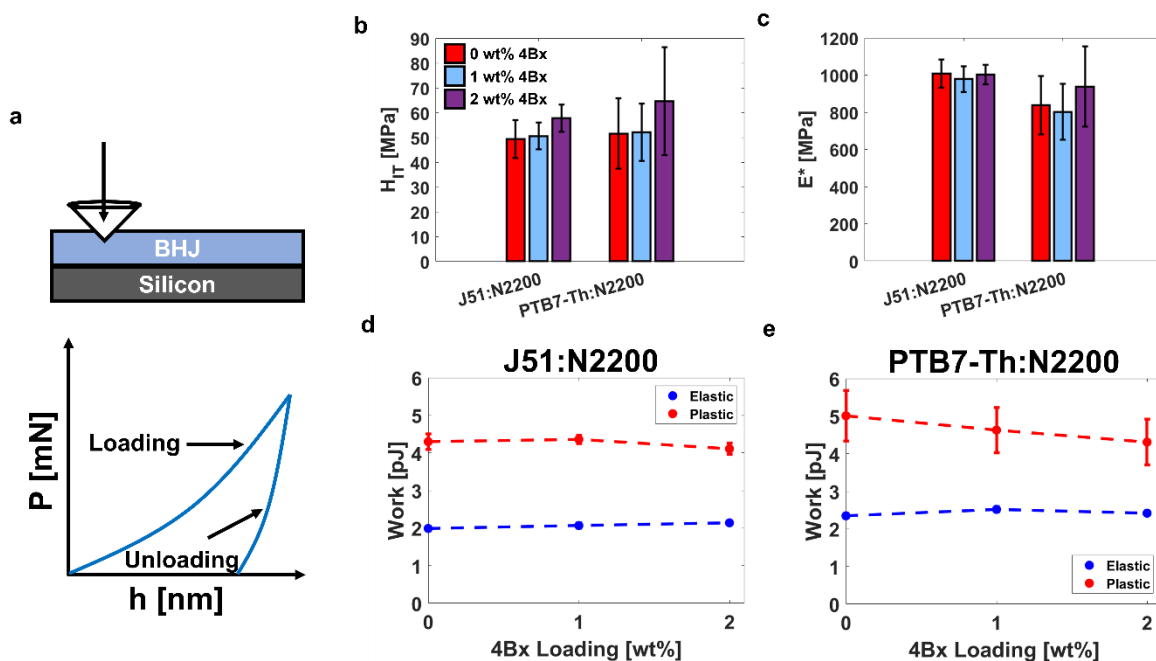 a
BHJ
Silicon
P [mN]
Loading
Unloading
h [nm]
b
H_IT [MPa]
90
80
70
60
50
40
30
20
10
0
0 wt% 4Bx
1 wt% 4Bx
2 wt% 4Bx
J51:N2200
PTB7-Th:N2200
c
E* [MPa]
1200
1000
800
600
400
200
0
J51:N2200
PTB7-Th:N2200
d
J51:N2200
Work [pJ]
6
5
4
3
2
1
0
Elastic
Plastic
0
1
2
4Bx Loading [wt%]
e
PTB7-Th:N2200
Work [pJ]
6
5
4
3
2
1
0
Elastic
Plastic
0
1
2
4Bx Loading [wt%]